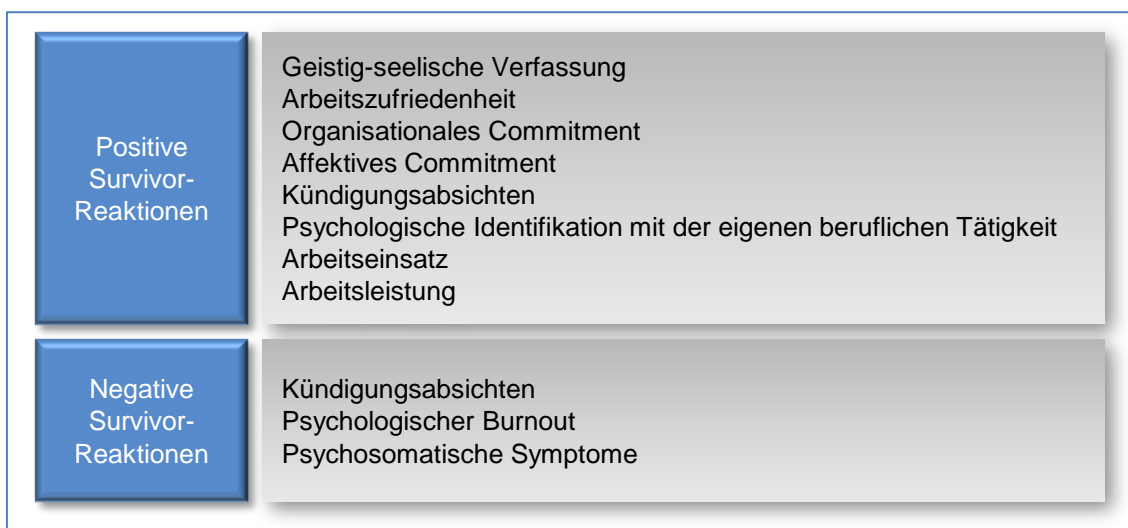 Positive
Survivor-
Reaktionen
Geistig-seelische Verfassung
Arbeitszufriedenheit
Organisationales Commitment
Affektives Commitment
Kündigungsabsichten
Psychologische Identifikation mit der eigenen beruflichen Tätigkeit
Arbeitseinsatz
Arbeitsleistung
Negative
Survivor-
Reaktionen
Kündigungsabsichten
Psychologischer Burnout
Psychosomatische Symptome